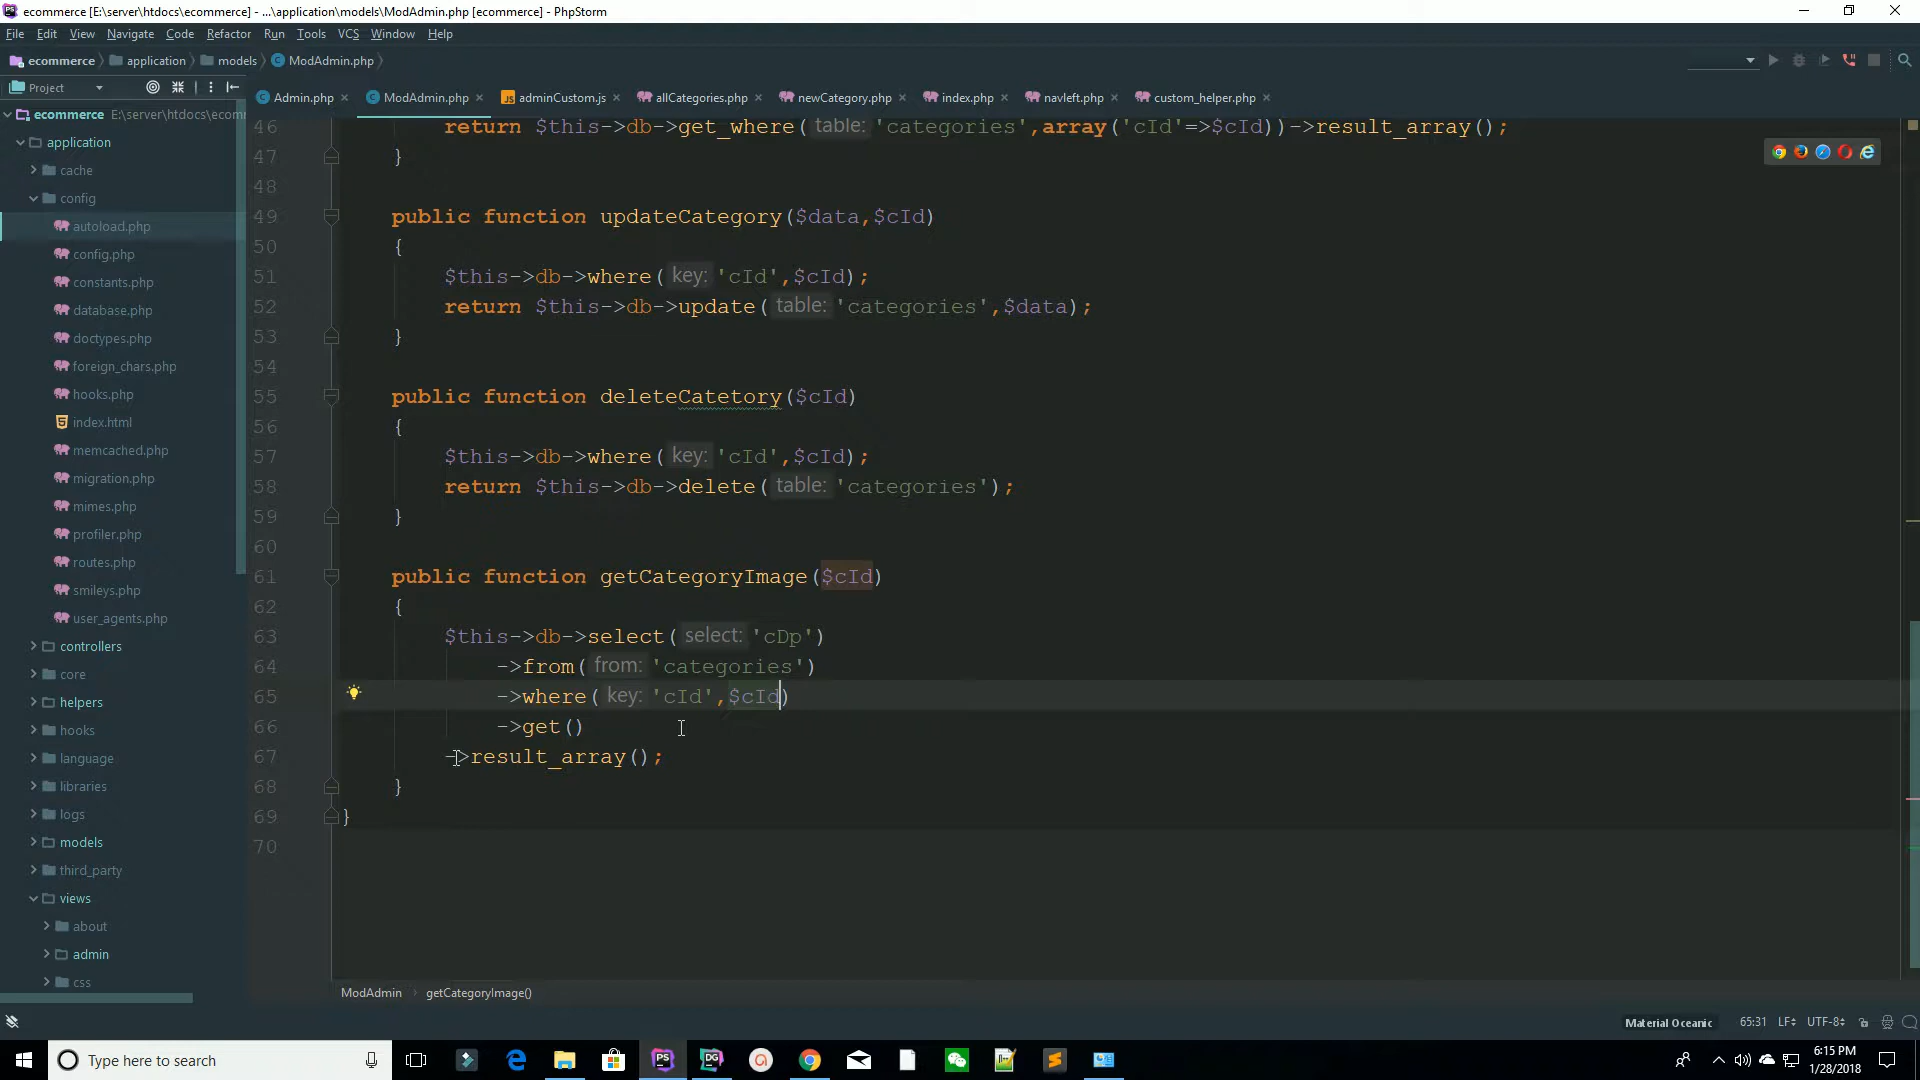 ecommerce [E:\server\htdocs\ecommerce] - ...\application\models\ModAdmin.php [ecommerce] - PhpStorm
File Edit View Navigate Code Refactor Run Tools VCS Window Help
ecommerce application models ModAdmin.php
Project
Admin.php ModAdmin.php adminCustom.js allCategories.php newCategory.php index.php navleft.php custom_helper.php
ecommerce E:\server\htdocs\ecom
application
cache
config
autoload.php
config.php
constants.php
database.php
doctypes.php
foreign_chars.php
hooks.php
index.html
memcached.php
migration.php
mimes.php
profiler.php
routes.php
smileys.php
user_agents.php
controllers
core
helpers
hooks
language
libraries
logs
models
third_party
views
about
admin
css
46 return $this->db->get_where( table: 'categories',array('cId'=>$cId))->result_array();
47 }
48
49 public function updateCategory($data,$cId)
50 {
51 $this->db->where( key: 'cId',$cId);
52 return $this->db->update( table: 'categories',$data);
53 }
54
55 public function deleteCatetory($cId)
56 {
57 $this->db->where( key: 'cId',$cId);
58 return $this->db->delete( table: 'categories');
59 }
60
61 public function getCategoryImage($cId)
62 {
63 $this->db->select( select: 'cDp')
64 ->from( from: 'categories')
65 ->where( key: 'cId',$cId)
66 ->get()
67 ->result_array();
68 }
69 }
70
ModAdmin getCategoryImage()
Material Oceanic 65:31 LF UTF-8
Type here to search
6:15 PM
1/28/2018